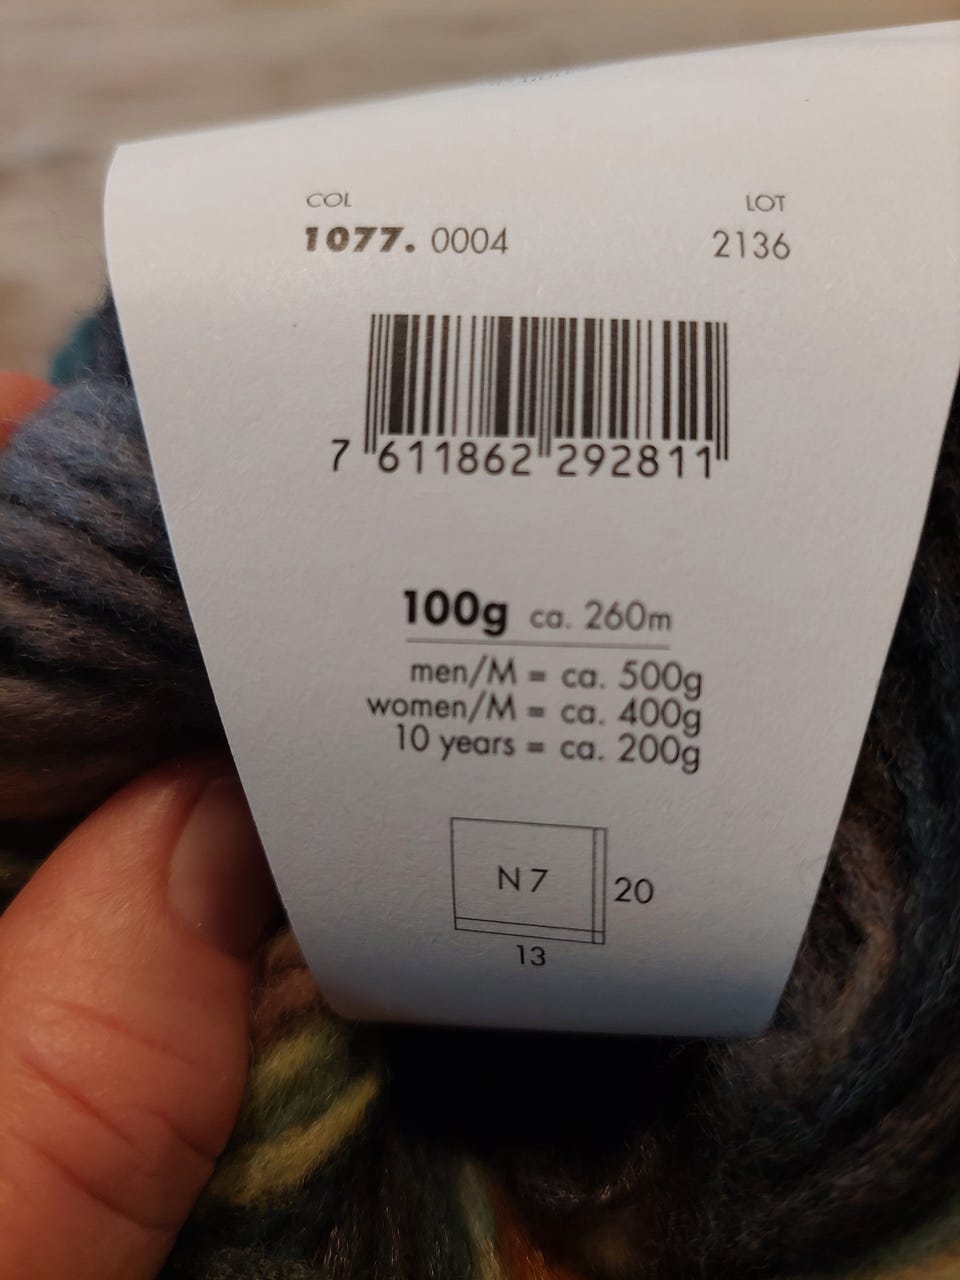 COL LOT
1077. 0004 2136
7 611862 292811
100g ca. 260m
men/M = ca. 500g
women/M = ca. 400g
10 years = ca. 200g
N 7 20
13